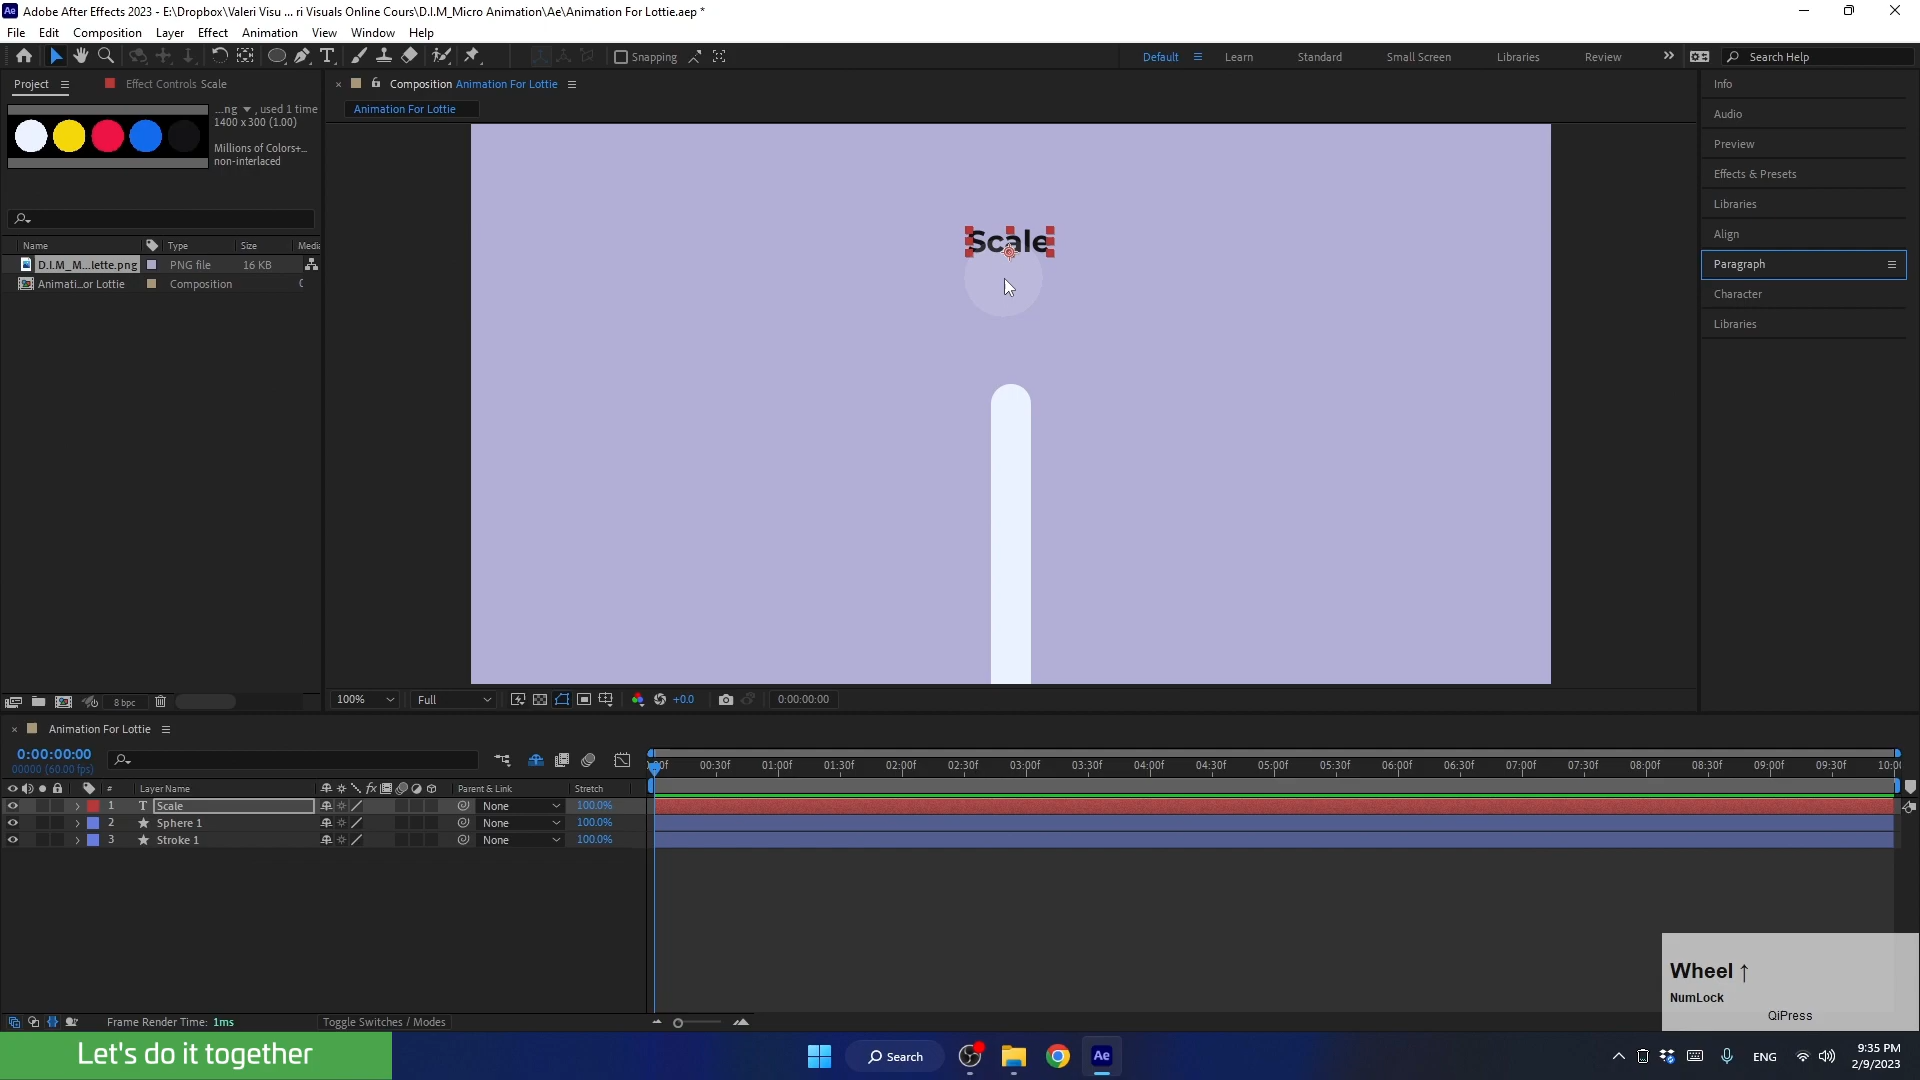 Adobe After Effects 2023 - E:\Dropbox\Valeri Visu ... ri Visuals Online Cours\D.I.M_Micro Animation\Ae\Animation For Lottie.aep *
File Edit Composition Layer Effect Animation View Window Help
Snapping Default Learn Standard Small Screen Libraries Review Search Help
Project Effect Controls Scale
Composition Animation For Lottie
Animation For Lottie
...ng ▼ , used 1 time
1400 x 300 (1.00)
Millions of Colors+...
non-interlaced
Name Type Size Media
D.I.M_M...lette.png PNG file 16 KB
Animati...or Lottie Composition
Scale
Info
Audio
Preview
Effects & Presets
Libraries
Align
Paragraph
Character
Libraries
8 bpc
100% Full +0.0 0:00:00:00
Animation For Lottie
0:00:00:00
00000 (60.00 fps)
00:30f 01:00f 01:30f 02:00f 02:30f 03:00f 03:30f 04:00f 04:30f 05:00f 05:30f 06:00f 06:30f 07:00f 07:30f 08:00f 08:30f 09:00f 09:30f
# Layer Name fx Parent & Link Stretch
1 T Scale None 100.0%
2 Sphere 1 None 100.0%
3 Stroke 1 None 100.0%
Wheel ↑
NumLock
QiPress
Frame Render Time: 1ms Toggle Switches / Modes
Let's do it together
Search
Ae
ENG
9:35 PM
2/9/2023